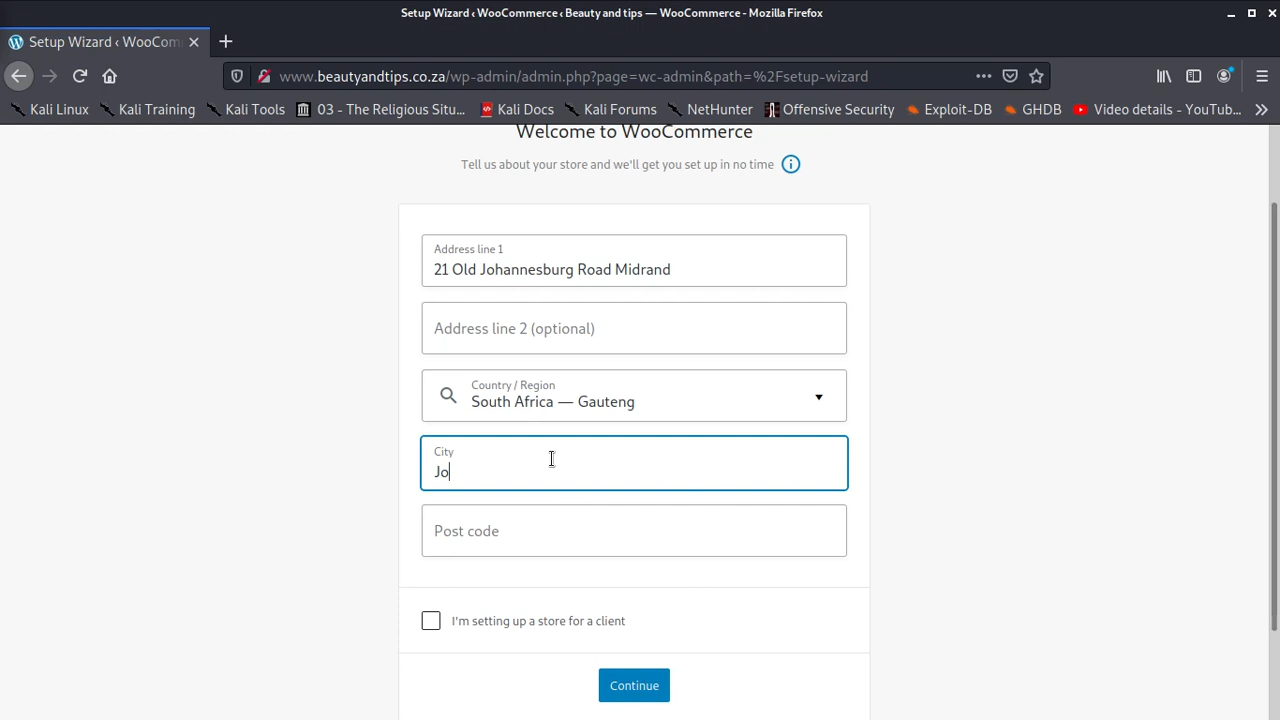 Setup Wizard ‹ WooCommerce ‹ Beauty and tips — WooCommerce - Mozilla Firefox
Setup Wizard ‹ WooCom
www.beautyandtips.co.za/wp-admin/admin.php?page=wc-admin&path=%2Fsetup-wizard
Kali Linux Kali Training Kali Tools 03 - The Religious Situ... Kali Docs Kali Forums NetHunter Offensive Security Exploit-DB GHDB Video details - YouTub...
Welcome to WooCommerce
Tell us about your store and we'll get you set up in no time
Address line 1
21 Old Johannesburg Road Midrand
Address line 2 (optional)
Country / Region
South Africa — Gauteng
City
Jo
Post code
I'm setting up a store for a client
Continue